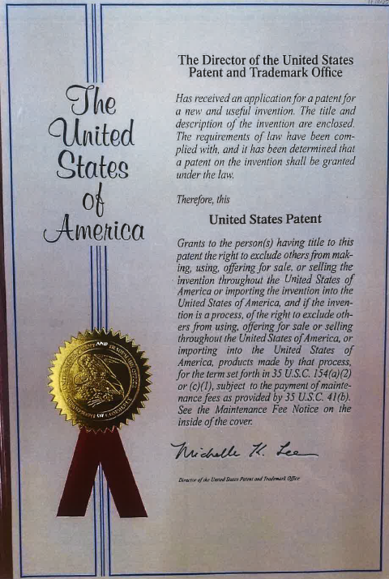 The
United
States
of
America
The Director of the United States
Patent and Trademark Office
Has received an application for a patent for
a new and useful invention. The title and
description of the invention are enclosed.
The requirements of law have been com-
plied with, and it has been determined that
a patent on the invention shall be granted
under the law.
Therefore, this
United States Patent
Grants to the person(s) having title to this
patent the right to exclude others from mak-
ing, using, offering for sale, or selling the
invention throughout the United States of
America or importing the invention into the
United States of America, and if the inven-
tion is a process, of the right to exclude oth-
ers from using, offering for sale or selling
throughout the United States of America, or
importing into the United States of
America, products made by that process,
for the term set forth in 35 U.S.C. 154(a)(2)
or (c)(1), subject to the payment of mainte-
nance fees as provided by 35 U.S.C. 41(b).
See the Maintenance Fee Notice on the
inside of the cover.
Michelle K. Lee
Director of the United States Patent and Trademark Office